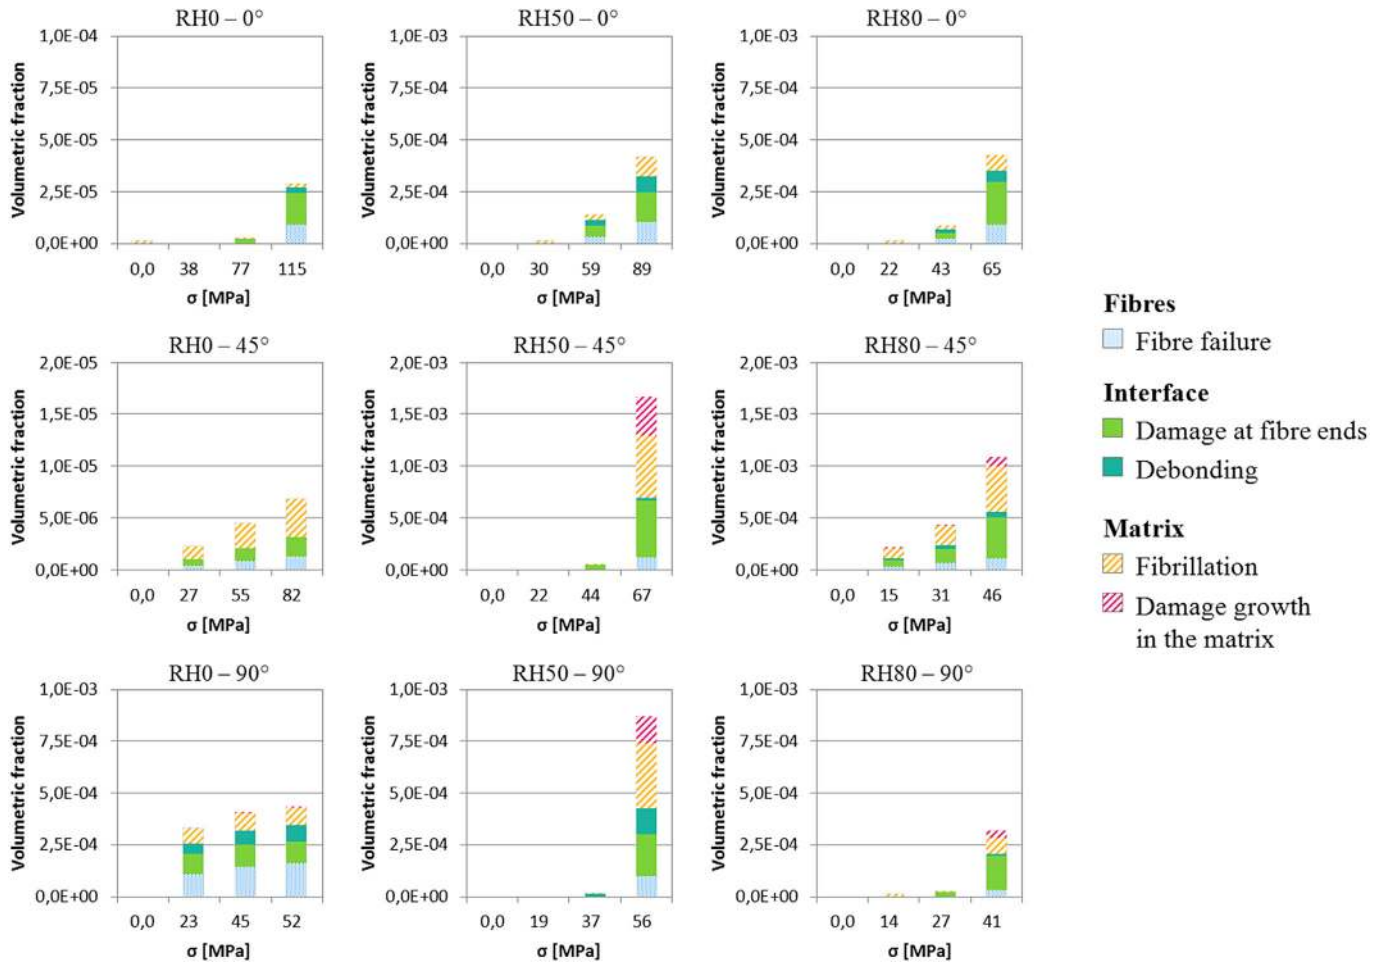 RH0 – 0°
Volumetric fraction
1,0E-04
7,5E-05
5,0E-05
2,5E-05
0,0E+00
0,0 38 77 115
σ [MPa]
RH50 – 0°
Volumetric fraction
1,0E-03
7,5E-04
5,0E-04
2,5E-04
0,0E+00
0,0 30 59 89
σ [MPa]
RH80 – 0°
Volumetric fraction
1,0E-03
7,5E-04
5,0E-04
2,5E-04
0,0E+00
0,0 22 43 65
σ [MPa]
RH0 – 45°
Volumetric fraction
2,0E-05
1,5E-05
1,0E-05
5,0E-06
0,0E+00
0,0 27 55 82
σ [MPa]
RH50 – 45°
Volumetric fraction
2,0E-03
1,5E-03
1,0E-03
5,0E-04
0,0E+00
0,0 22 44 67
σ [MPa]
RH80 – 45°
Volumetric fraction
2,0E-03
1,5E-03
1,0E-03
5,0E-04
0,0E+00
0,0 15 31 46
σ [MPa]
RH0 – 90°
Volumetric fraction
1,0E-03
7,5E-04
5,0E-04
2,5E-04
0,0E+00
0,0 23 45 52
σ [MPa]
RH50 – 90°
Volumetric fraction
1,0E-03
7,5E-04
5,0E-04
2,5E-04
0,0E+00
0,0 19 37 56
σ [MPa]
RH80 – 90°
Volumetric fraction
1,0E-03
7,5E-04
5,0E-04
2,5E-04
0,0E+00
0,0 14 27 41
σ [MPa]
Fibres
Fibre failure
Interface
Damage at fibre ends
Debonding
Matrix
Fibrillation
Damage growth
in the matrix